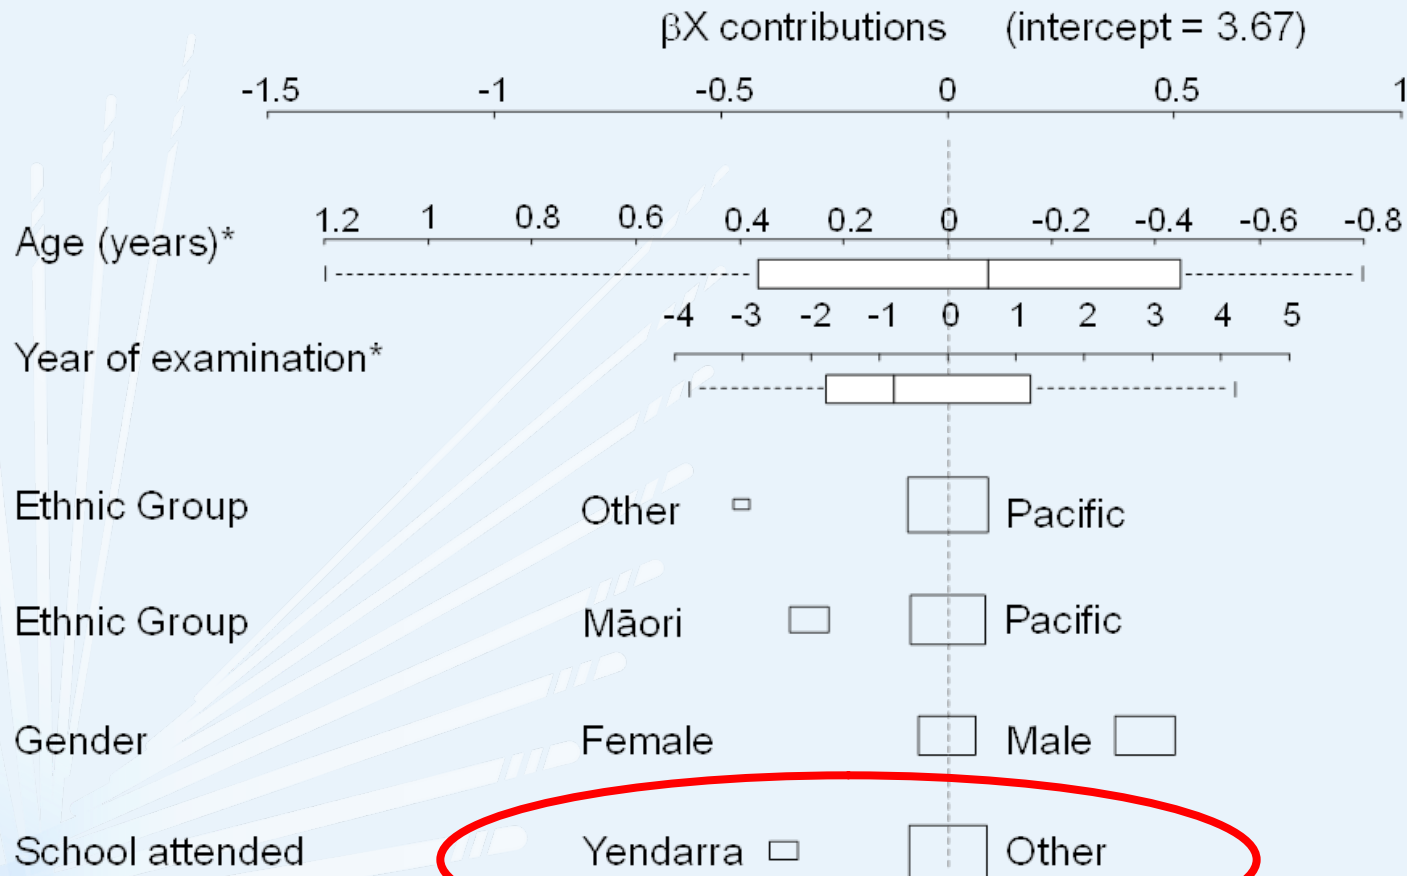 βX contributions (intercept = 3.67)
-1.5 -1 -0.5 0 0.5 1
1.2 1 0.8 0.6 0.4 0.2 0 -0.2 -0.4 -0.6 -0.8
Age (years)*
-4 -3 -2 -1 0 1 2 3 4 5
Year of examination*
Ethnic Group Other Pacific
Ethnic Group Māori Pacific
Gender Female Male
School attended Yendarra Other